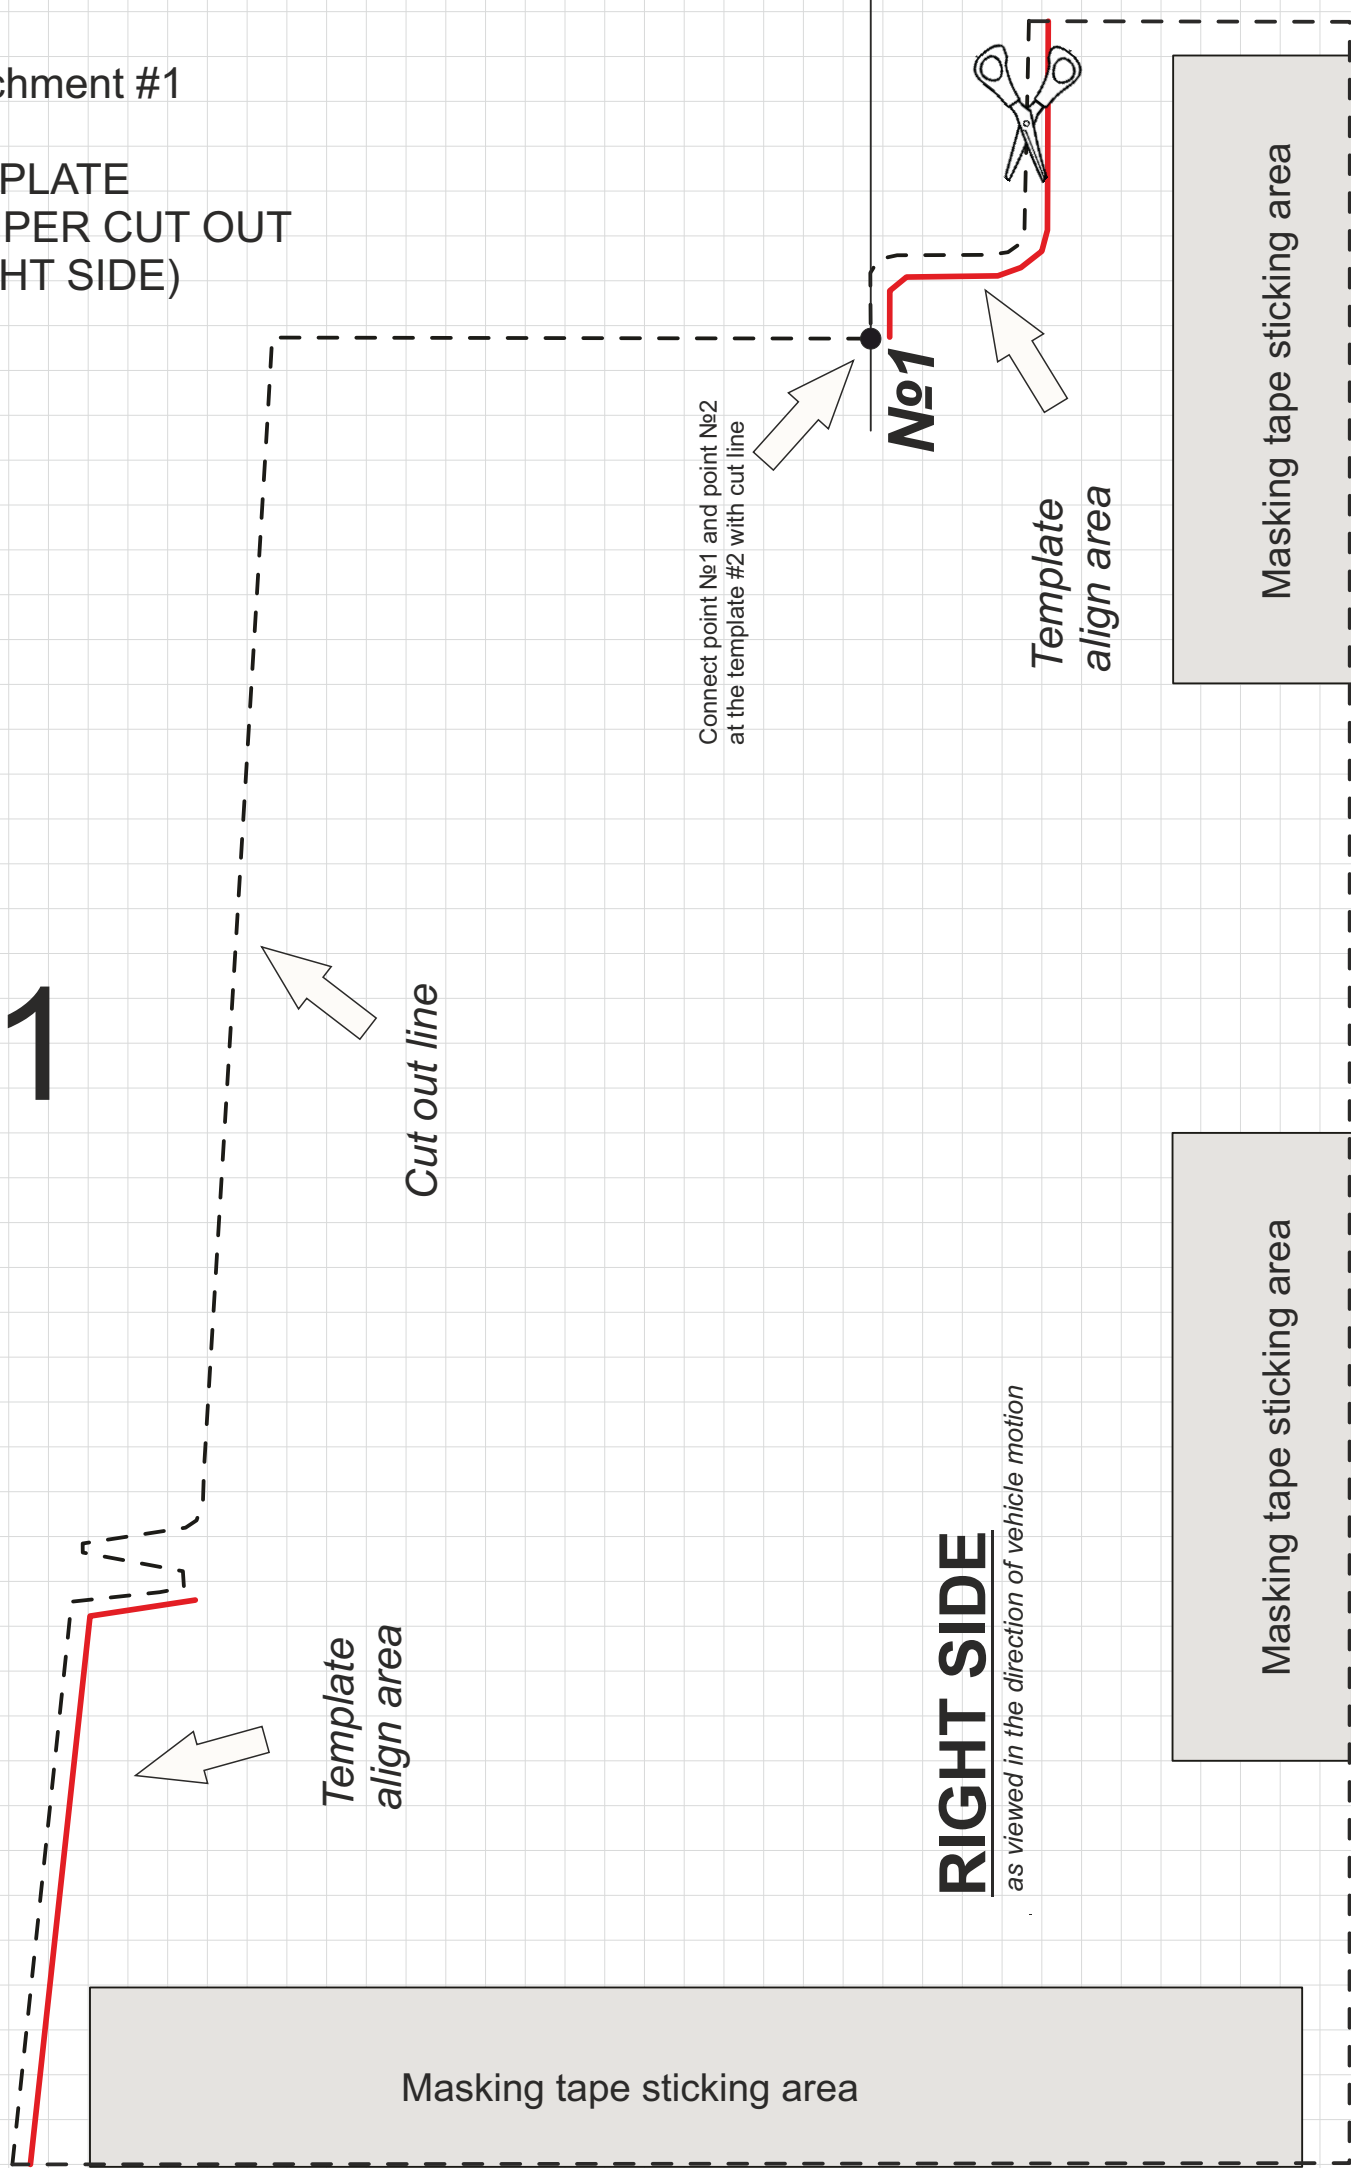 chment #1
PLATE
PER CUT OUT
HT SIDE)
Masking tape sticking area
№1
Connect point №1 and point №2
at the template #2 with cut line
Template
align area
1
Cut out line
Masking tape sticking area
RIGHT SIDE
as viewed in the direction of vehicle motion
Template
align area
Masking tape sticking area